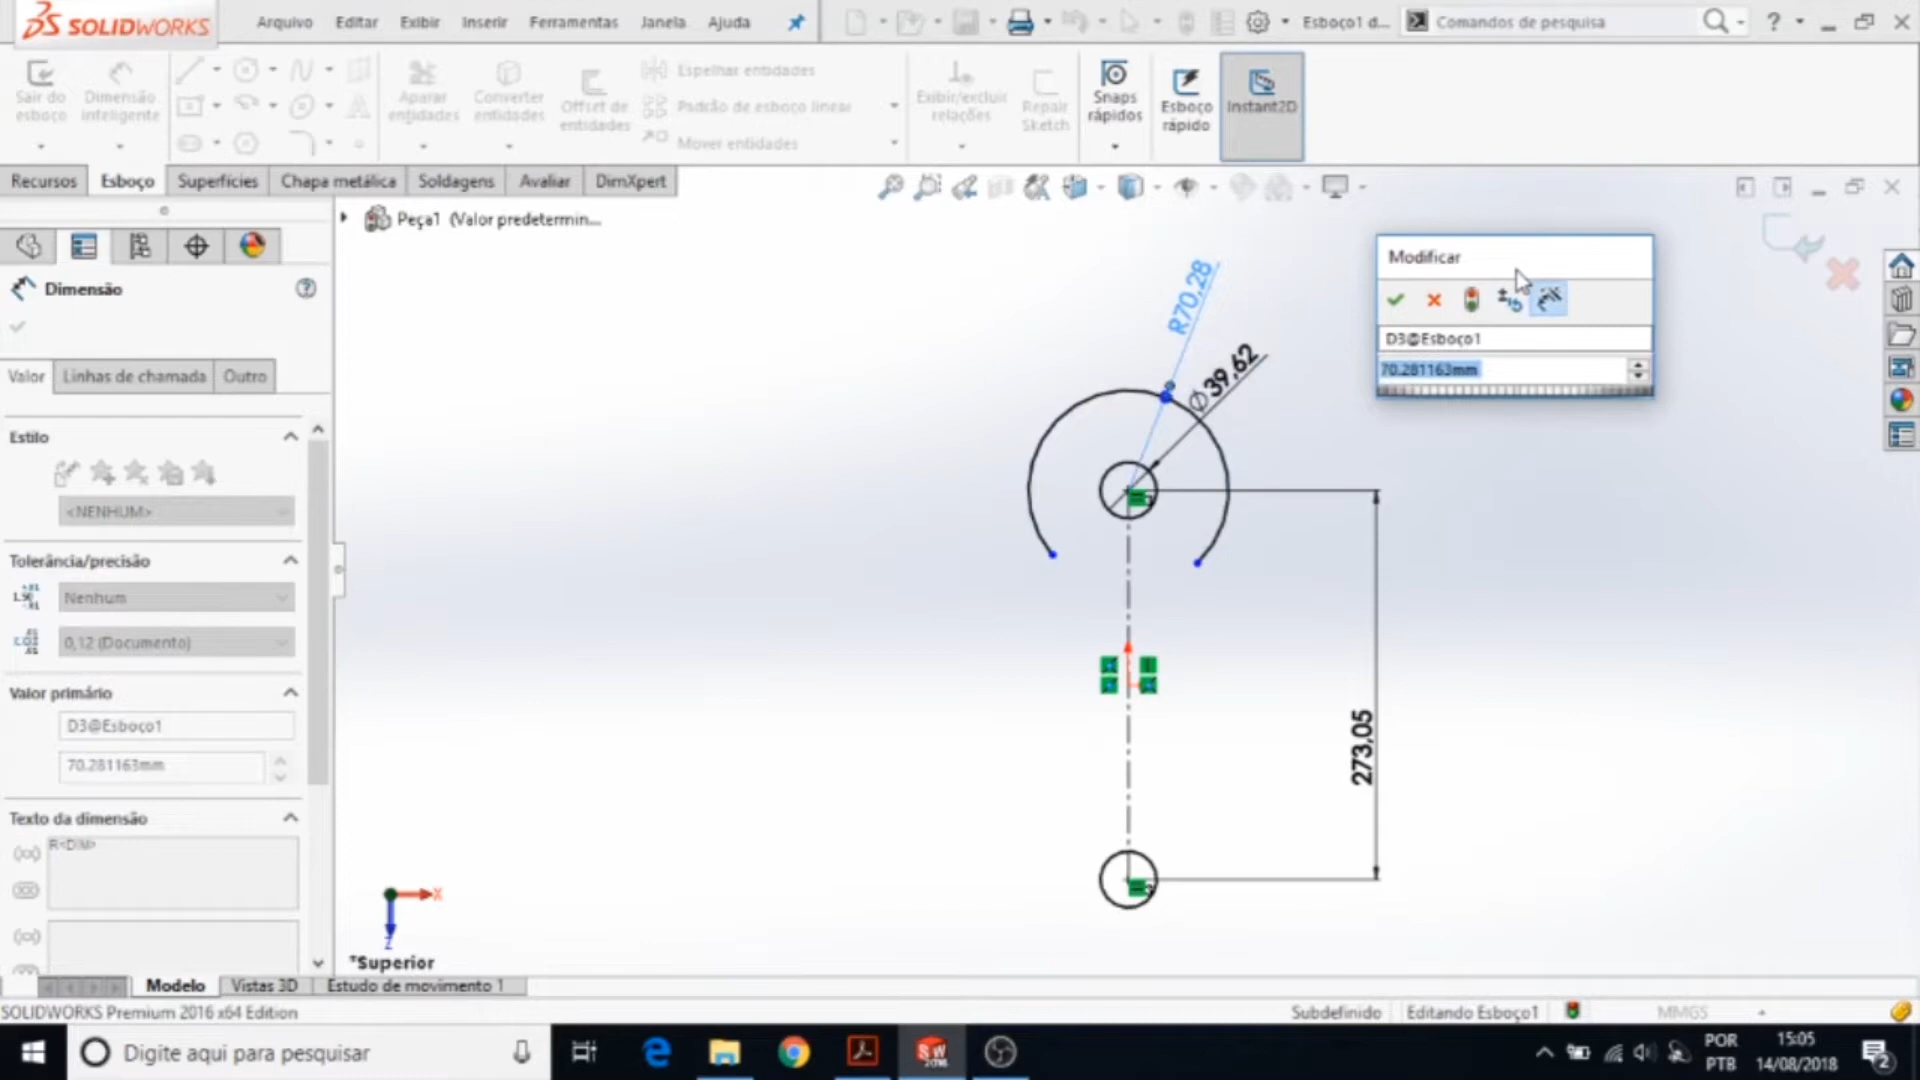 SOLIDWORKS
Arquivo Editar Exibir Inserir Ferramentas Janela Ajuda
Esboço1 d...
Comandos de pesquisa
?
Sair do esboço
Dimensão inteligente
Aparar entidades
Converter entidades
Offset de entidades
Espelhar entidades
Padrão de esboço linear
Mover entidades
Exibir/excluir relações
Repair Sketch
Snaps rápidos
Esboço rápido
Instant2D
Recursos Esboço Superfícies Chapa metálica Soldagens Avaliar DimXpert
Peça1 (Valor predetermin...
Dimensão
Valor Linhas de chamada Outro
Estilo
<NENHUM>
Tolerância/precisão
Nenhum
0,12 (Documento)
Valor primário
D3@Esboço1
70.281163mm
Texto da dimensão
R<DIM>
Modificar
D3@Esboço1
70.281163mm
R70,28
Ø39,62
273,05
X
Z
*Superior
Modelo Vistas 3D Estudo de movimento 1
SOLIDWORKS Premium 2016 x64 Edition
Subdefinido Editando Esboço1 MMGS
Digite aqui para pesquisar
POR
PTB
15:05
14/08/2018
2